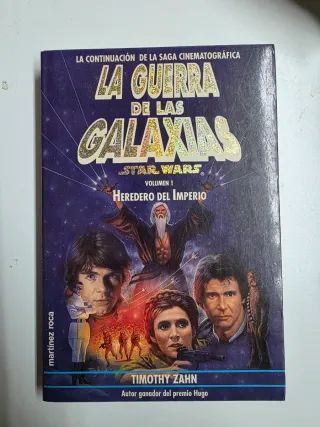 LA CONTINUACIÓN DE LA SAGA CINEMATOGRÁFICA
LA GUERRA
DE LAS
GALAXIAS
STAR WARS
VOLUMEN 1
HEREDERO DEL IMPERIO
martínez roca
TIMOTHY ZAHN
Autor ganador del premio Hugo